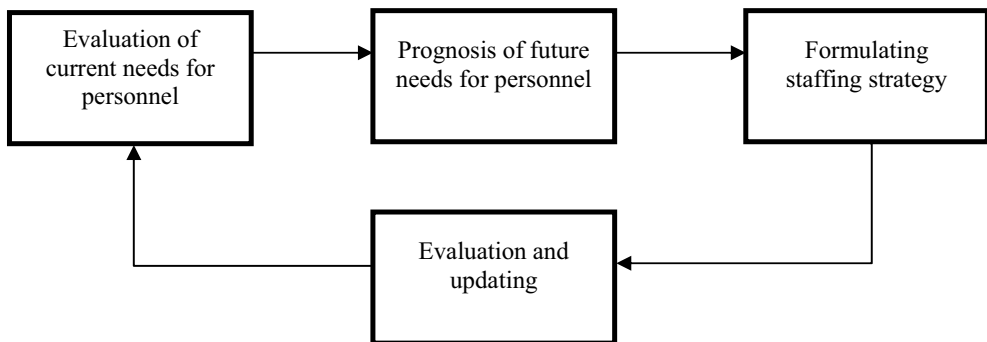 Evaluation of
current needs for
personnel
Prognosis of future
needs for personnel
Formulating
staffing strategy
Evaluation and
updating